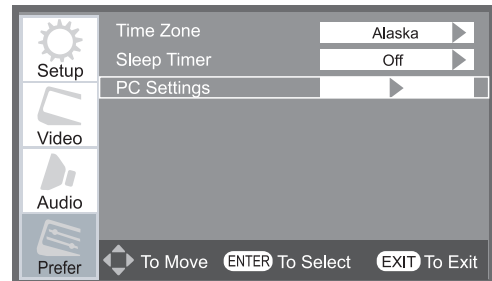 Setup
Video
Audio
Prefer
Time Zone Alaska
Sleep Timer Off
PC Settings
To Move ENTER To Select EXIT To Exit